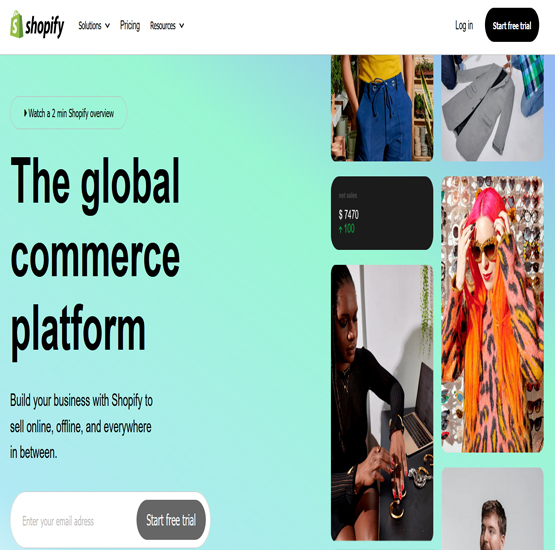 shopify
Solutions
Pricing
Resources
Log in
Start free trial
Watch a 2 min Shopify overview
The global
commerce
platform
Build your business with Shopify to
sell online, offline, and everywhere
in between.
Enter your email adress
Start free trial
net sales
$ 7470
+ 100